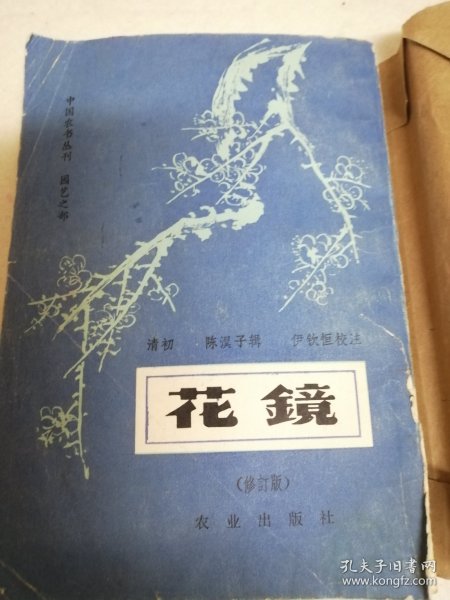 中国农书丛刊 园艺之部
清初 陈淏子辑 伊钦恒校注
花鏡
(修訂版)
农业出版社
孔夫子旧书网
www.kongfz.com